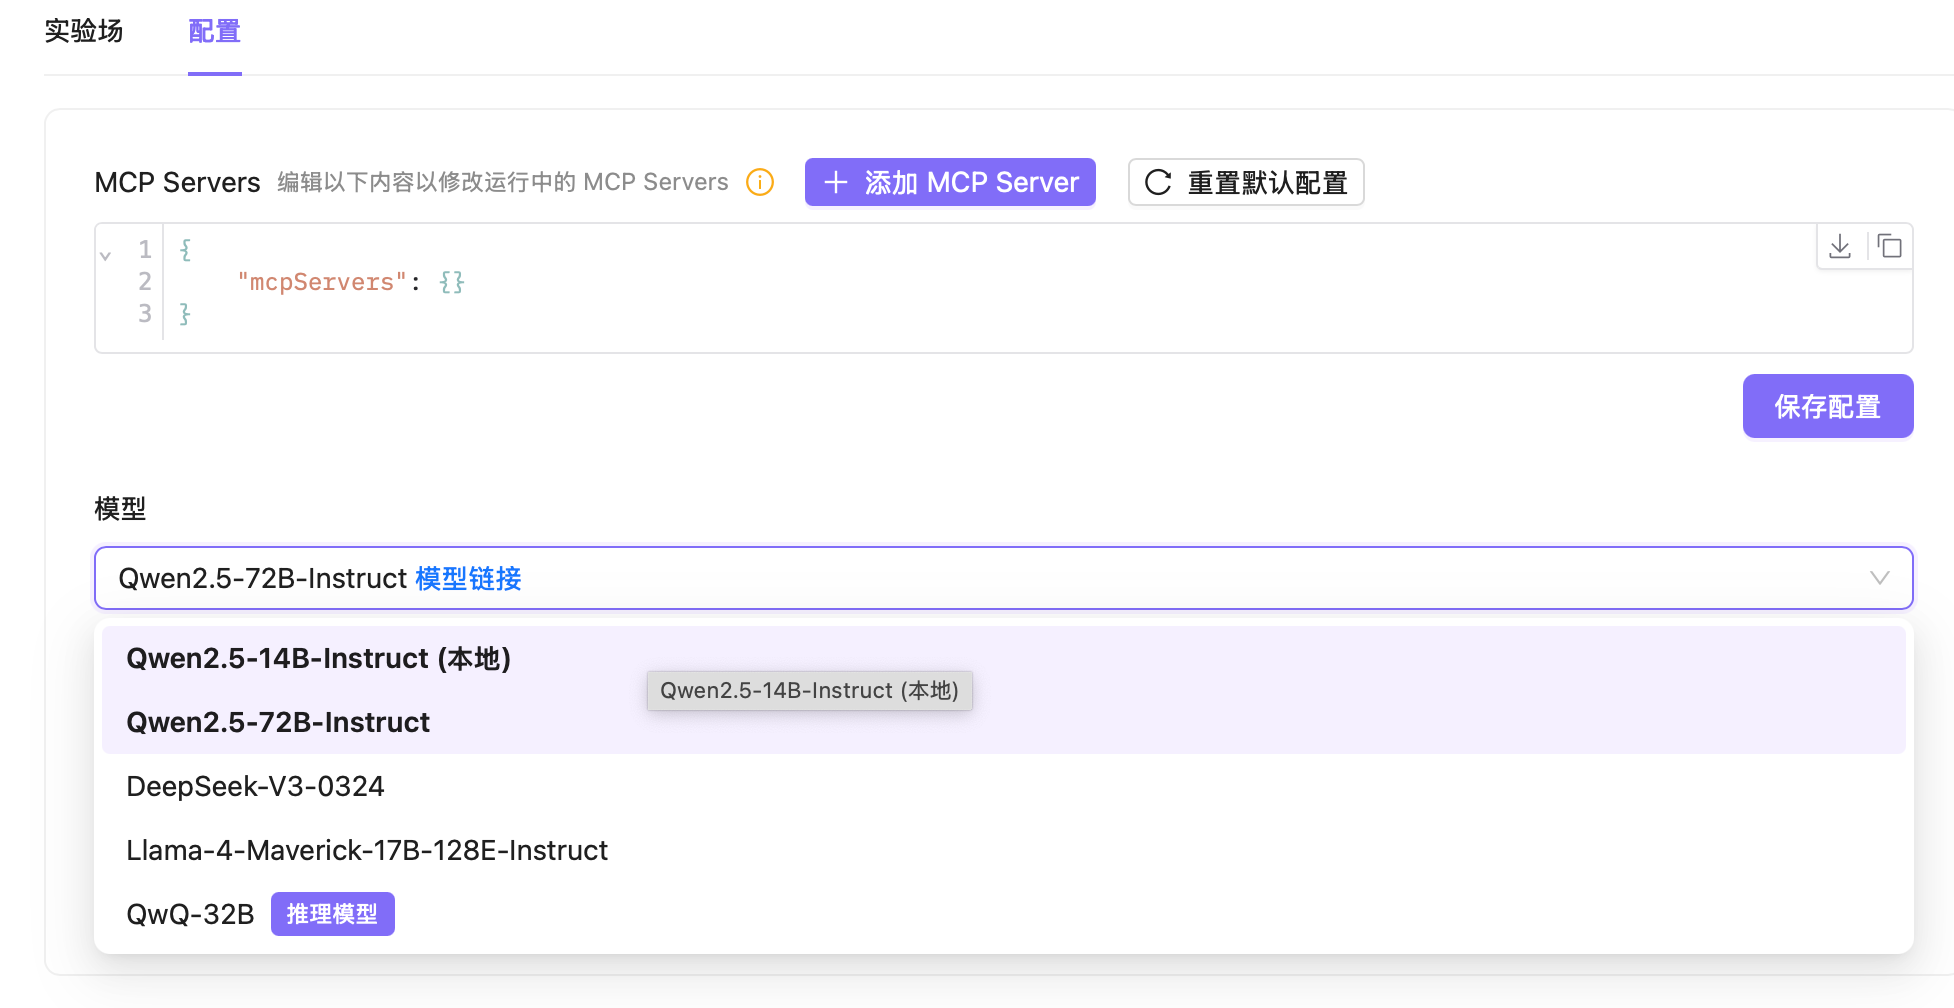 实验场 配置
MCP Servers 编辑以下内容以修改运行中的 MCP Servers 添加 MCP Server 重置默认配置
1 {
2 "mcpServers": {}
3 }
保存配置
模型
Qwen2.5-72B-Instruct 模型链接
Qwen2.5-14B-Instruct (本地)
Qwen2.5-14B-Instruct (本地)
Qwen2.5-72B-Instruct
DeepSeek-V3-0324
Llama-4-Maverick-17B-128E-Instruct
QwQ-32B 推理模型